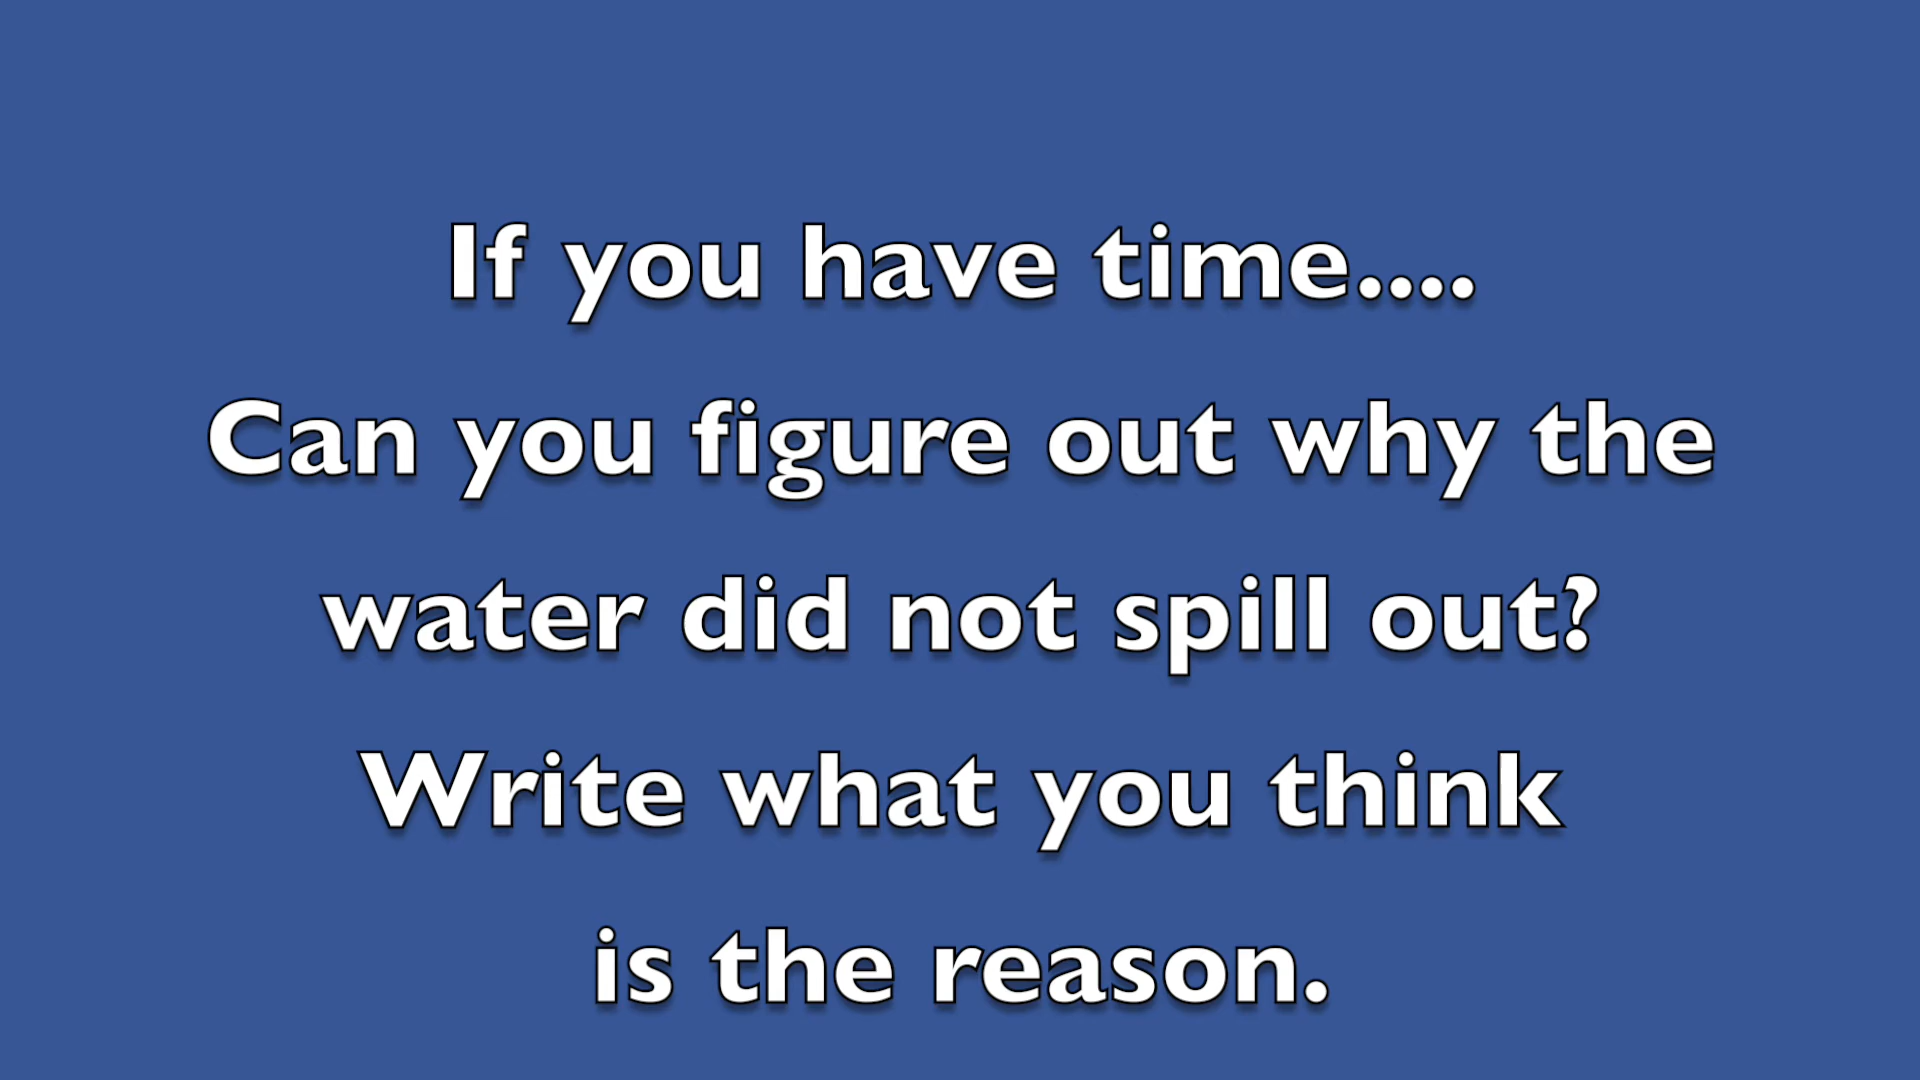 If you have time....
Can you figure out why the
water did not spill out?
Write what you think
is the reason.